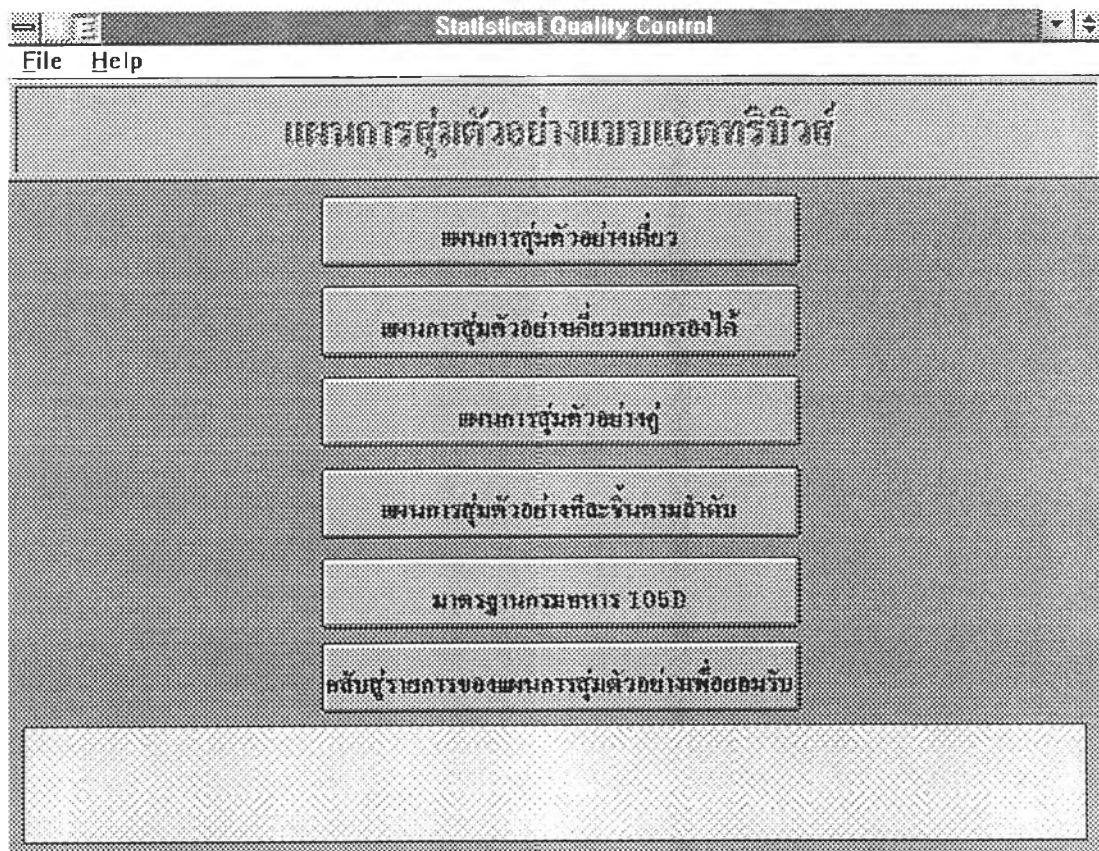 Statistical Quality Control
File Help
แผนการสุ่มตัวอย่างแบบแอตทริบิวส์
แผนการสุ่มตัวอย่างเดี่ยว
แผนการสุ่มตัวอย่างเดี่ยวแบบกรองได้
แผนการสุ่มตัวอย่างคู่
แผนการสุ่มตัวอย่างทีละชิ้นตามลำดับ
มาตรฐานกรมทหาร 105D
กลับสู่รายการของแผนการสุ่มตัวอย่างเพื่อยอมรับ